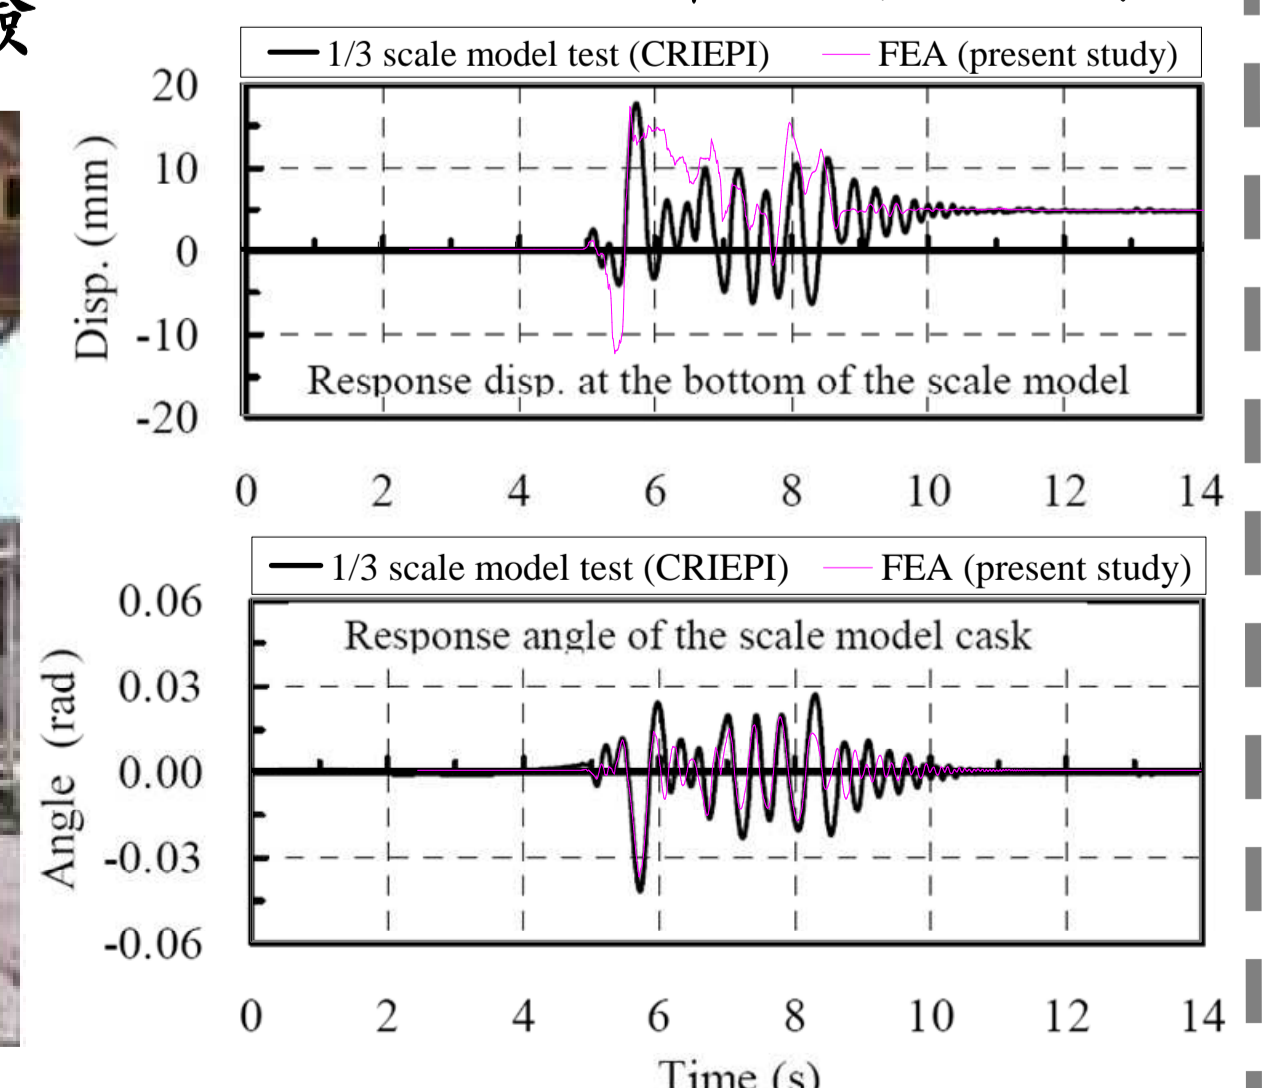 驗
1/3 scale model test (CRIEPI) FEA (present study)
20
10
0
-10
-20
Disp. (mm)
Response disp. at the bottom of the scale model
0 2 4 6 8 10 12 14
1/3 scale model test (CRIEPI) FEA (present study)
0.06
0.03
0.00
-0.03
-0.06
Angle (rad)
Response angle of the scale model cask
0 2 4 6 8 10 12 14
Time (s)